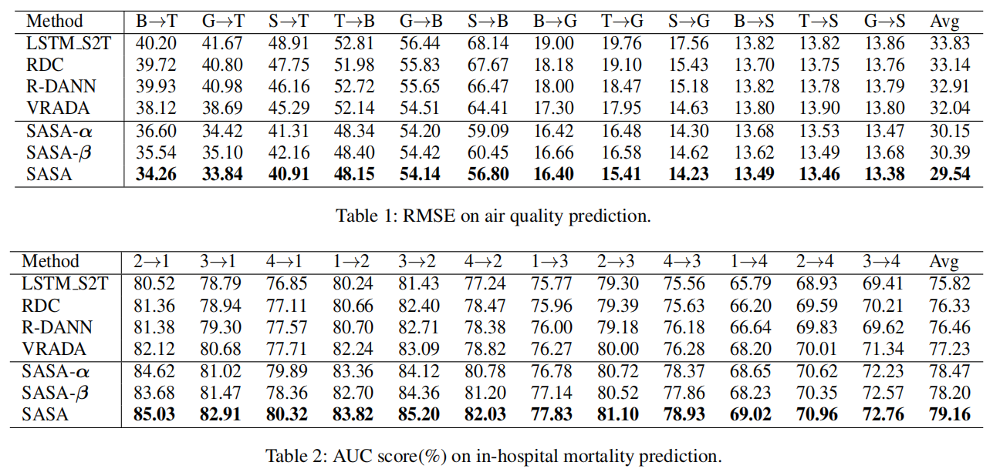 Method B→T G→T S→T T→B G→B S→B B→G T→G S→G B→S T→S G→S Avg
LSTM_S2T 40.20 41.67 48.91 52.81 56.44 68.14 19.00 19.76 17.56 13.82 13.82 13.86 33.83
RDC 39.72 40.80 47.75 51.98 55.83 67.67 18.18 19.10 15.43 13.70 13.75 13.76 33.14
R-DANN 39.93 40.98 46.16 52.72 55.65 66.47 18.00 18.47 15.18 13.82 13.78 13.79 32.91
VRADA 38.12 38.69 45.29 52.14 54.51 64.41 17.30 17.95 14.63 13.80 13.90 13.80 32.04
SASA-α 36.60 34.42 41.31 48.34 54.20 59.09 16.42 16.48 14.30 13.68 13.53 13.47 30.15
SASA-β 35.54 35.10 42.16 48.40 54.42 60.45 16.66 16.58 14.62 13.62 13.49 13.68 30.39
SASA 34.26 33.84 40.91 48.15 54.14 56.80 16.40 15.41 14.23 13.49 13.46 13.38 29.54
Table 1: RMSE on air quality prediction.
Method 2→1 3→1 4→1 1→2 3→2 4→2 1→3 2→3 4→3 1→4 2→4 3→4 Avg
LSTM_S2T 80.52 78.79 76.85 80.24 81.43 77.24 75.77 79.30 75.56 65.79 68.93 69.41 75.82
RDC 81.36 78.94 77.11 80.66 82.40 78.47 75.96 79.39 75.63 66.20 69.59 70.21 76.33
R-DANN 81.38 79.30 77.57 80.70 82.71 78.38 76.00 79.18 76.18 66.64 69.83 69.62 76.46
VRADA 82.12 80.68 77.71 82.24 83.09 78.82 76.27 80.00 76.28 68.20 70.01 71.34 77.23
SASA-α 84.62 81.02 79.89 83.36 84.12 80.78 76.78 80.72 78.37 68.65 70.62 72.23 78.47
SASA-β 83.68 81.47 78.36 82.70 84.36 81.20 77.14 80.52 77.86 68.23 70.35 72.57 78.20
SASA 85.03 82.91 80.32 83.82 85.20 82.03 77.83 81.10 78.93 69.02 70.96 72.76 79.16
Table 2: AUC score(%) on in-hospital mortality prediction.